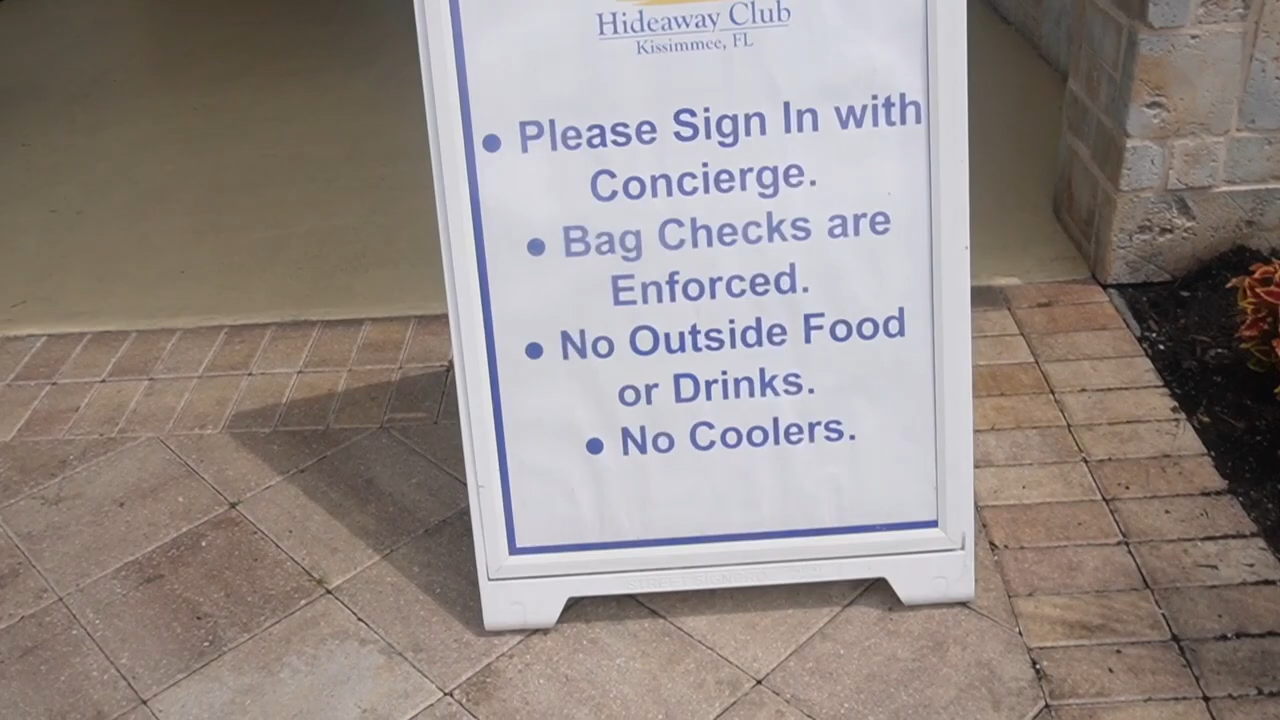 Hideaway Club
Kissimmee, FL
• Please Sign In with
Concierge.
• Bag Checks are
Enforced.
• No Outside Food
or Drinks.
• No Coolers.